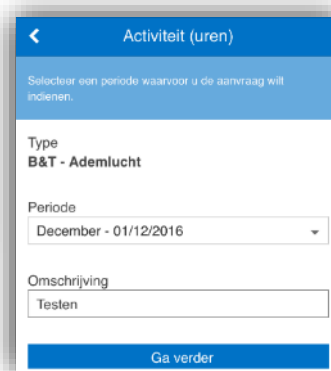 Activiteit (uren)
Selecteer een periode waarvoor u de aanvraag wilt
indienen.
Type
B&T - Ademlucht
Periode
December - 01/12/2016
Omschrijving
Testen
Ga verder